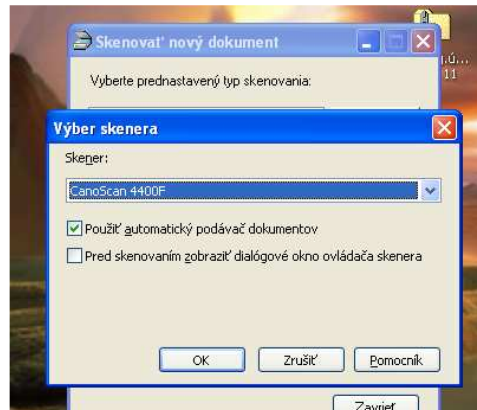 Skenovať nový dokument
.ú...
11
Vyberte prednastavený typ skenovania:
Výber skenera
Skener:
CanoScan 4400F
Použiť automatický podávač dokumentov
Pred skenovaním zobraziť dialógové okno ovládača skenera
OK
Zrušiť
Pomocník
Zavrieť